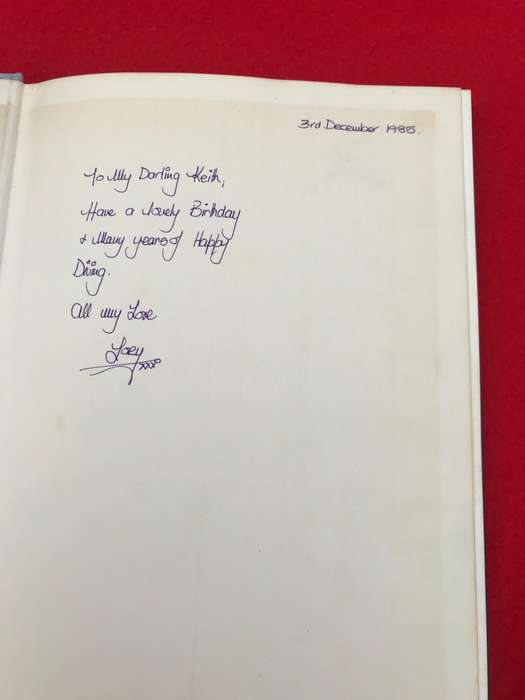 3rd December 1985.
To My Darling Keith,
Have a lovely Birthday
& Many years of Happy
Diving.
All my Love
xxx